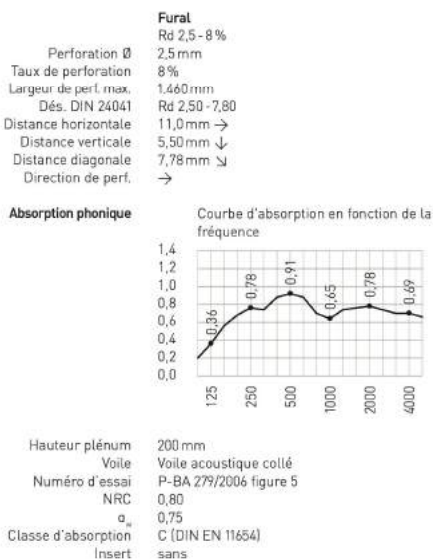 Fural
Rd 2,5 - 8 %
Perforation Ø 2,5 mm
Taux de perforation 8 %
Largeur de perf. max. 1.460 mm
Dés. DIN 24041 Rd 2,50 - 7,80
Distance horizontale 11,0 mm →
Distance verticale 5,50 mm ↓
Distance diagonale 7,78 mm ↘
Direction de perf. →
Absorption phonique Courbe d'absorption en fonction de la
fréquence
1,4
1,2
1,0
0,8
0,6
0,4
0,2
0,0
0,36
0,78
0,91
0,65
0,78
0,69
125
250
500
1000
2000
4000
Hauteur plénum 200 mm
Voile Voile acoustique collé
Numéro d'essai P-BA 279/2006 figure 5
NRC 0,80
αw 0,75
Classe d'absorption C (DIN EN 11654)
Insert sans